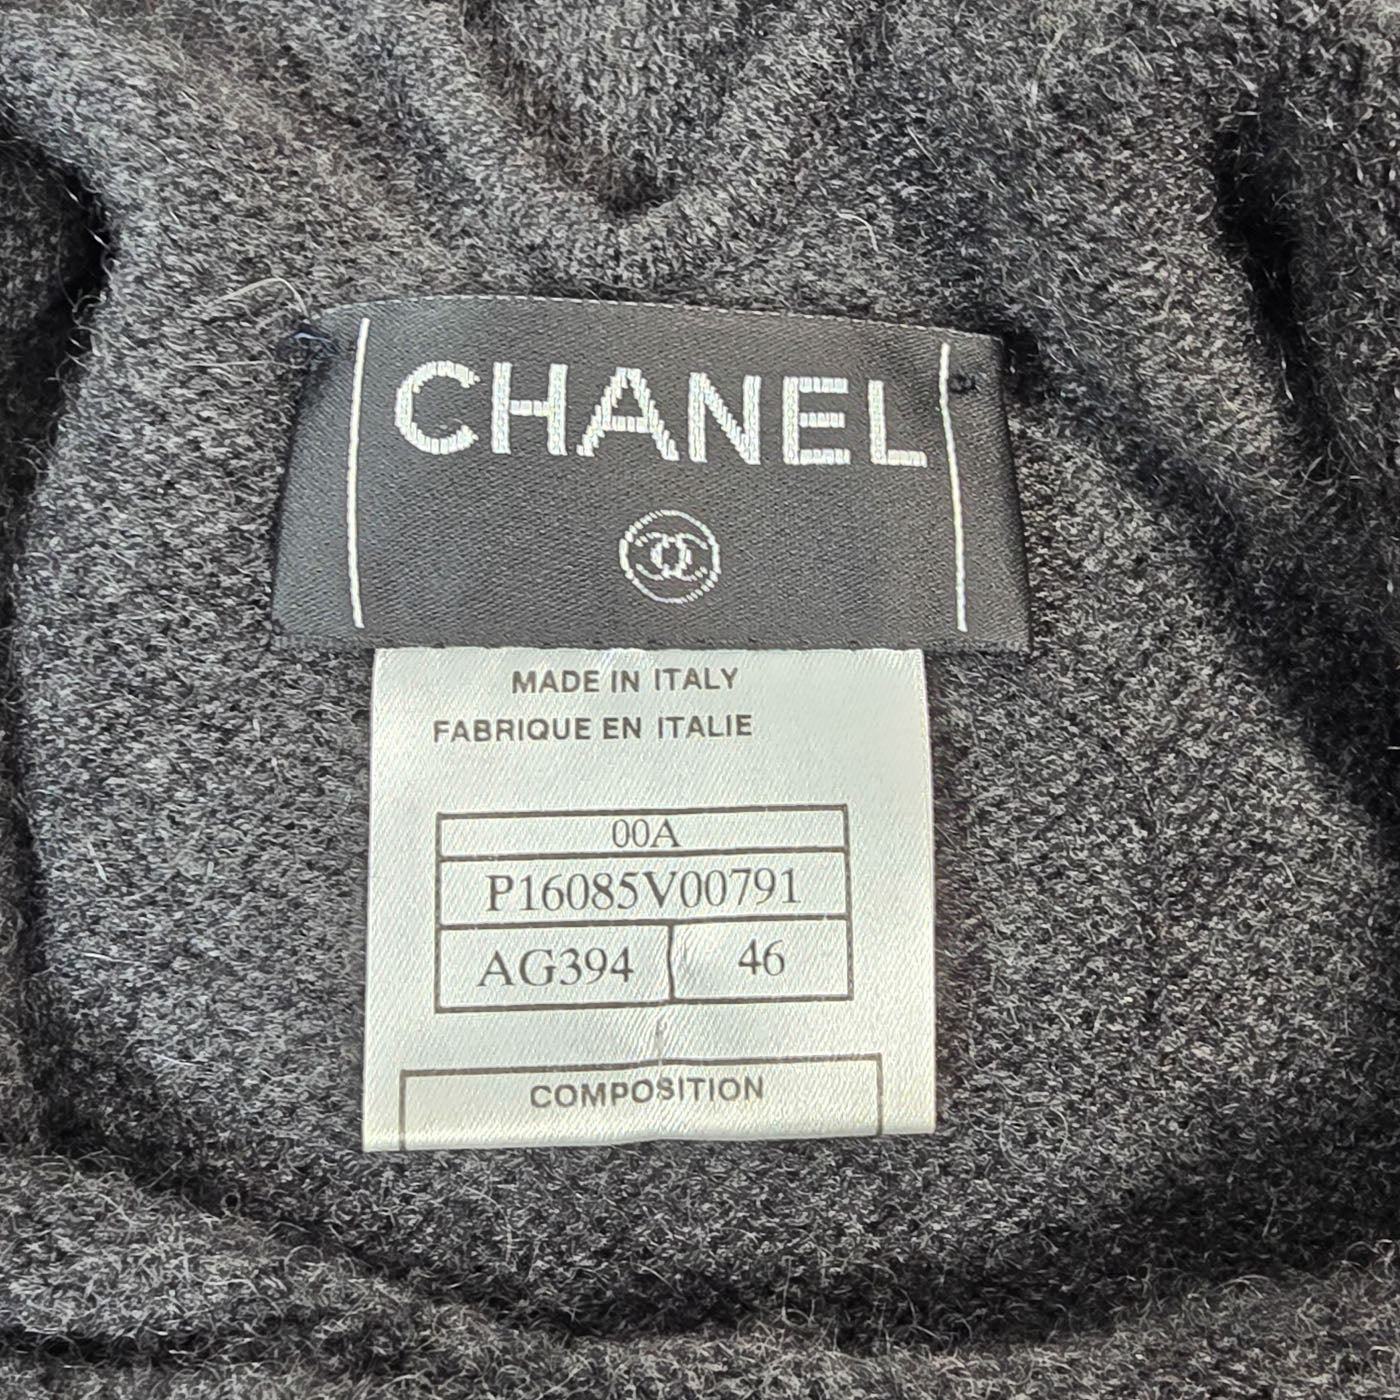 CHANEL
MADE IN ITALY
FABRIQUE EN ITALIE
00A
P16085V00791
AG394 46
COMPOSITION